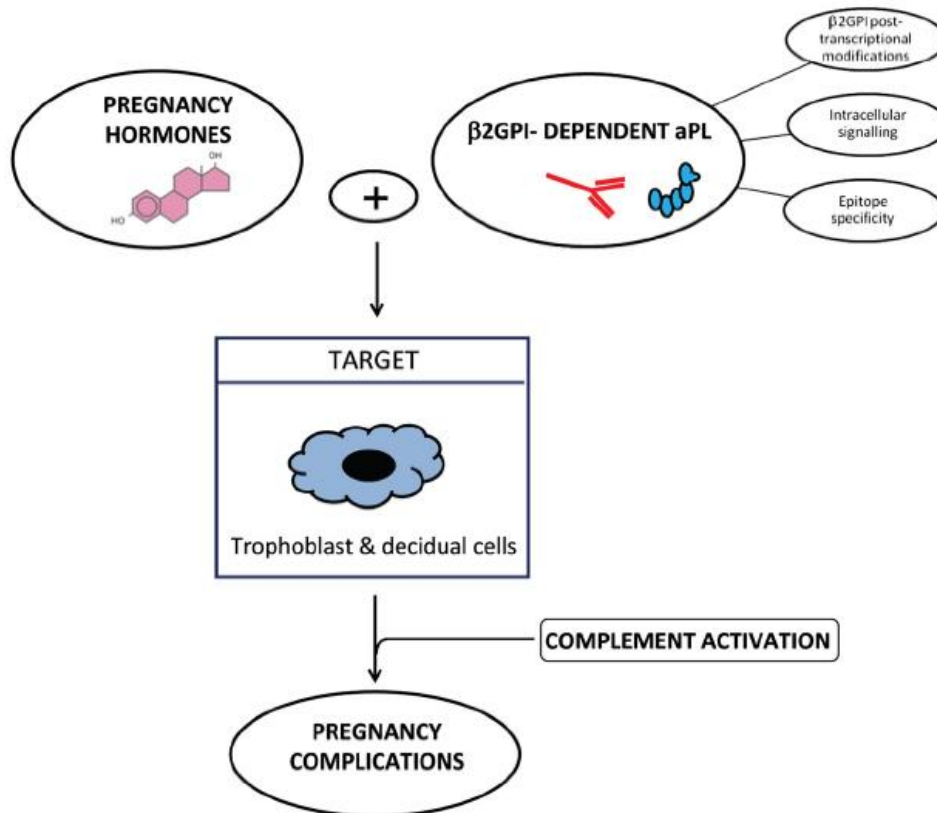 β2GPI post-
transcriptional
modifications
PREGNANCY
HORMONES
OH
HO
+
β2GPI- DEPENDENT aPL
Intracellular
signalling
Epitope
specificity
TARGET
Trophoblast & decidual cells
COMPLEMENT ACTIVATION
PREGNANCY
COMPLICATIONS